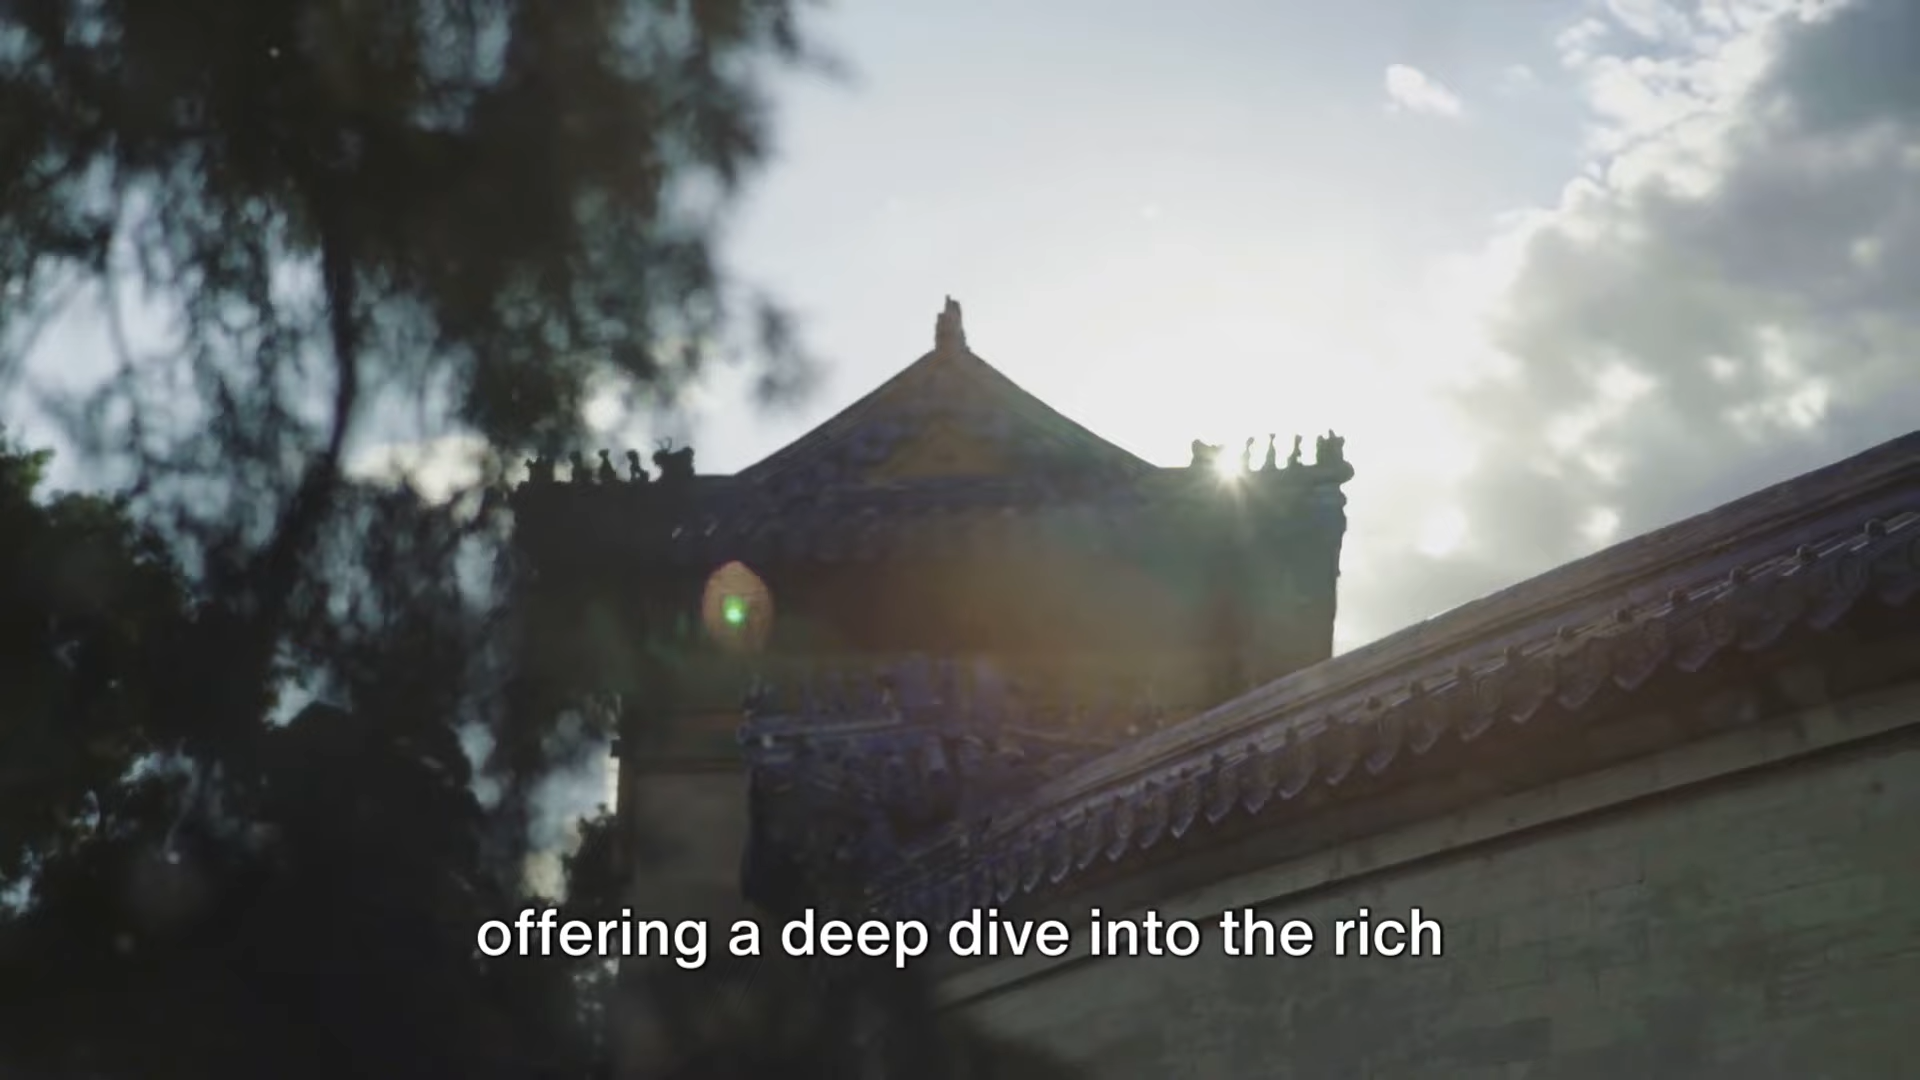 offering a deep dive into the rich